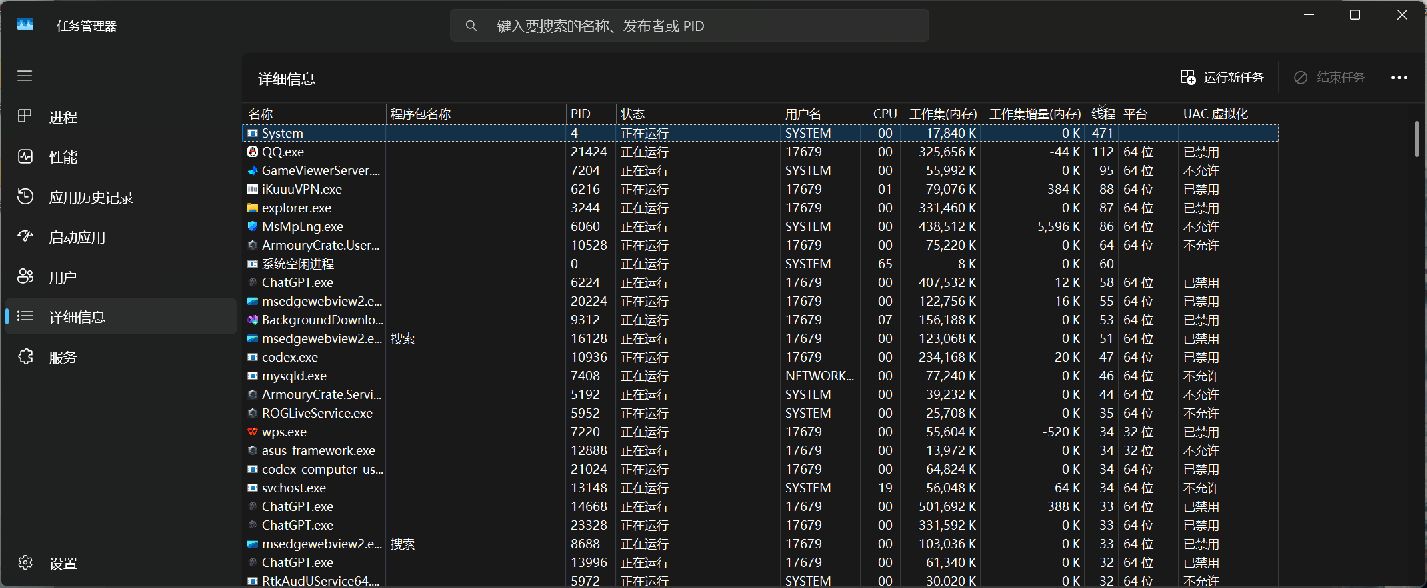 任务管理器
键入要搜索的名称、发布者或 PID
进程
性能
应用历史记录
启动应用
用户
详细信息
服务
设置
详细信息 运行新任务 结束任务
名称 程序包名称 PID 状态 用户名 CPU 工作集(内存) 工作集增量(内存) 线程 平台 UAC 虚拟化
System 4 正在运行 SYSTEM 00 17,840 K 0 K 471
QQ.exe 21424 正在运行 17679 00 325,656 K -44 K 112 64 位 已禁用
GameViewerServer.... 7204 正在运行 SYSTEM 00 55,992 K 0 K 95 64 位 不允许
iKuuuVPN.exe 6216 正在运行 17679 01 79,076 K 384 K 88 64 位 已禁用
explorer.exe 3244 正在运行 17679 00 331,460 K 0 K 87 64 位 已禁用
MsMpEng.exe 6060 正在运行 SYSTEM 00 438,512 K 5,596 K 86 64 位 不允许
ArmouryCrate.User... 10528 正在运行 17679 00 75,220 K 0 K 64 64 位 不允许
系统空闲进程 0 正在运行 SYSTEM 65 8 K 0 K 60
ChatGPT.exe 6224 正在运行 17679 00 407,532 K 12 K 58 64 位 已禁用
msedgewebview2.e... 20224 正在运行 17679 00 122,756 K 16 K 55 64 位 已禁用
BackgroundDownlo... 9312 正在运行 17679 07 156,188 K 0 K 53 64 位 已禁用
msedgewebview2.e... 搜索 16128 正在运行 17679 00 123,068 K 0 K 51 64 位 已禁用
codex.exe 10936 正在运行 17679 00 234,168 K 20 K 47 64 位 已禁用
mysqld.exe 7408 正在运行 NETWORK... 00 77,240 K 0 K 46 64 位 不允许
ArmouryCrate.Servi... 5192 正在运行 SYSTEM 00 39,232 K 0 K 44 64 位 不允许
ROGLiveService.exe 5952 正在运行 SYSTEM 00 25,708 K 0 K 35 64 位 不允许
wps.exe 7220 正在运行 17679 00 55,604 K -520 K 34 32 位 已禁用
asus_framework.exe 12888 正在运行 17679 00 13,972 K 0 K 34 32 位 不允许
codex_computer_us... 21024 正在运行 17679 00 64,824 K 0 K 34 64 位 已禁用
svchost.exe 13148 正在运行 SYSTEM 19 56,048 K 64 K 34 64 位 不允许
ChatGPT.exe 14668 正在运行 17679 00 501,692 K 388 K 33 64 位 已禁用
ChatGPT.exe 23328 正在运行 17679 00 331,592 K 0 K 33 64 位 已禁用
msedgewebview2.e... 搜索 8688 正在运行 17679 00 103,036 K 0 K 33 64 位 已禁用
ChatGPT.exe 13996 正在运行 17679 00 61,340 K 0 K 32 64 位 已禁用
RtkAudUService64.... 5972 正在运行 SYSTEM 00 30,020 K 0 K 32 64 位 不允许